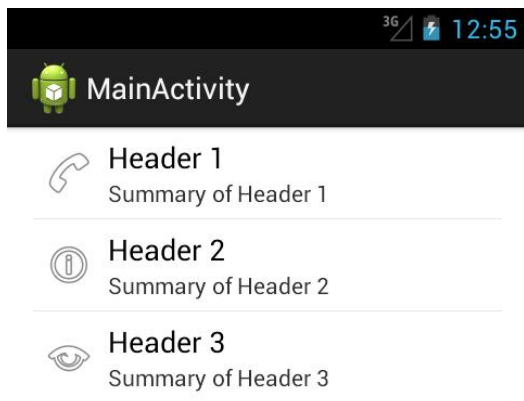 3G 12:55
MainActivity
Header 1
Summary of Header 1
Header 2
Summary of Header 2
Header 3
Summary of Header 3